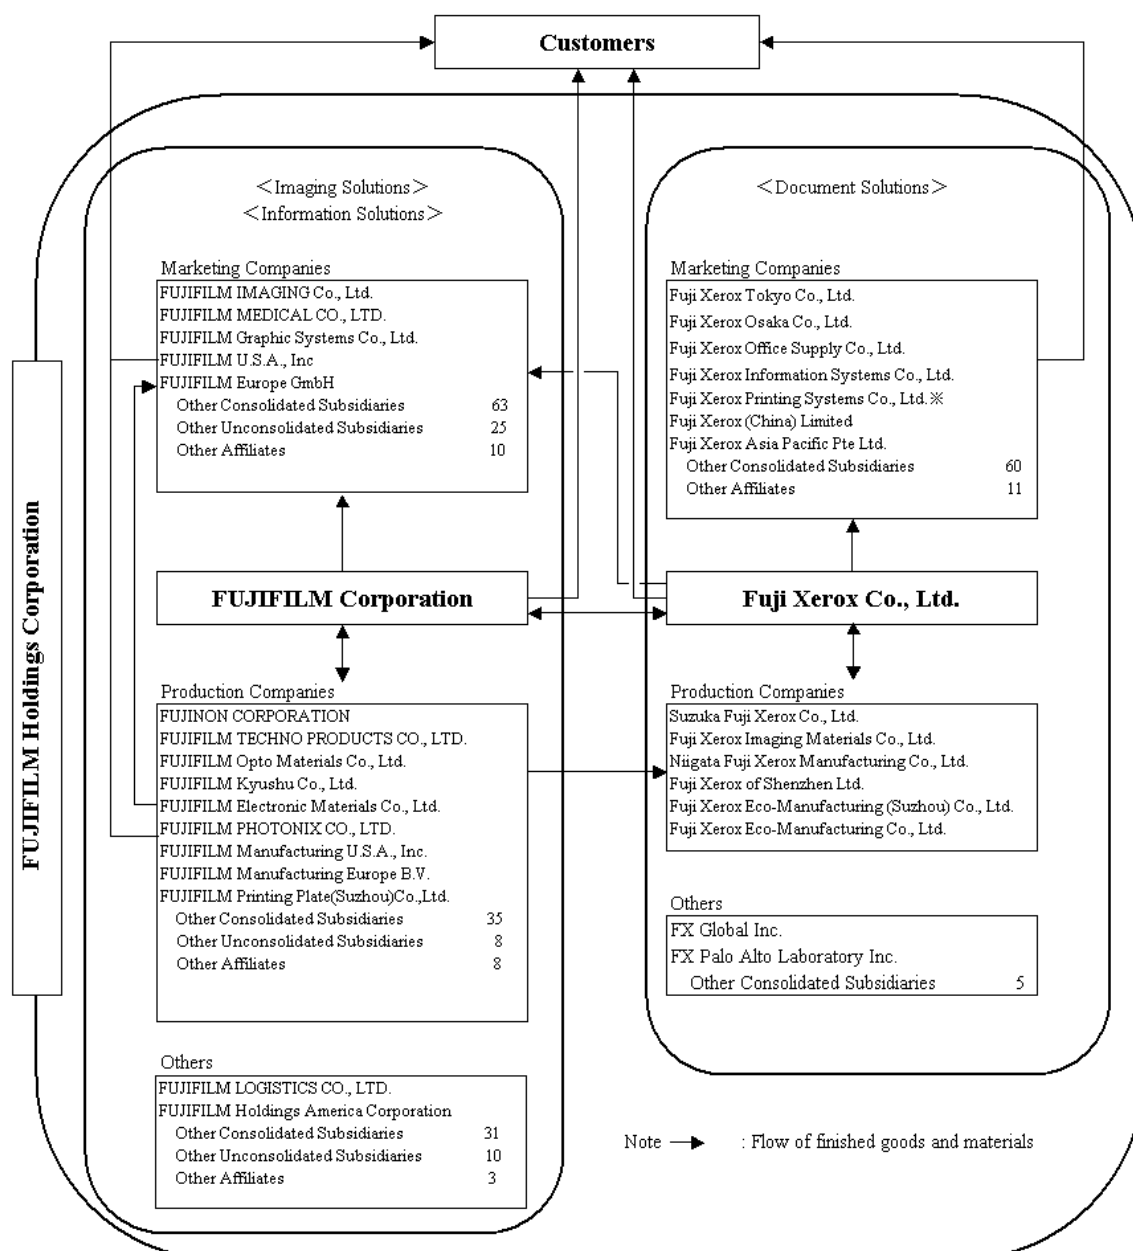 Customers
FUJIFILM Holdings Corporation
＜Imaging Solutions＞
＜Information Solutions＞
Marketing Companies
FUJIFILM IMAGING Co., Ltd.
FUJIFILM MEDICAL CO., LTD.
FUJIFILM Graphic Systems Co., Ltd.
FUJIFILM U.S.A., Inc
FUJIFILM Europe GmbH
Other Consolidated Subsidiaries 63
Other Unconsolidated Subsidiaries 25
Other Affiliates 10
FUJIFILM Corporation
Production Companies
FUJINON CORPORATION
FUJIFILM TECHNO PRODUCTS CO., LTD.
FUJIFILM Opto Materials Co., Ltd.
FUJIFILM Kyushu Co., Ltd.
FUJIFILM Electronic Materials Co., Ltd.
FUJIFILM PHOTONIX CO., LTD.
FUJIFILM Manufacturing U.S.A., Inc.
FUJIFILM Manufacturing Europe B.V.
FUJIFILM Printing Plate(Suzhou)Co.,Ltd.
Other Consolidated Subsidiaries 35
Other Unconsolidated Subsidiaries 8
Other Affiliates 8
Others
FUJIFILM LOGISTICS CO., LTD.
FUJIFILM Holdings America Corporation
Other Consolidated Subsidiaries 31
Other Unconsolidated Subsidiaries 10
Other Affiliates 3
＜Document Solutions＞
Marketing Companies
Fuji Xerox Tokyo Co., Ltd.
Fuji Xerox Osaka Co., Ltd.
Fuji Xerox Office Supply Co., Ltd.
Fuji Xerox Information Systems Co., Ltd.
Fuji Xerox Printing Systems Co., Ltd.※
Fuji Xerox (China) Limited
Fuji Xerox Asia Pacific Pte Ltd.
Other Consolidated Subsidiaries 60
Other Affiliates 11
Fuji Xerox Co., Ltd.
Production Companies
Suzuka Fuji Xerox Co., Ltd.
Fuji Xerox Imaging Materials Co., Ltd.
Niigata Fuji Xerox Manufacturing Co., Ltd.
Fuji Xerox of Shenzhen Ltd.
Fuji Xerox Eco-Manufacturing (Suzhou) Co., Ltd.
Fuji Xerox Eco-Manufacturing Co., Ltd.
Others
FX Global Inc.
FX Palo Alto Laboratory Inc.
Other Consolidated Subsidiaries 5
Note : Flow of finished goods and materials